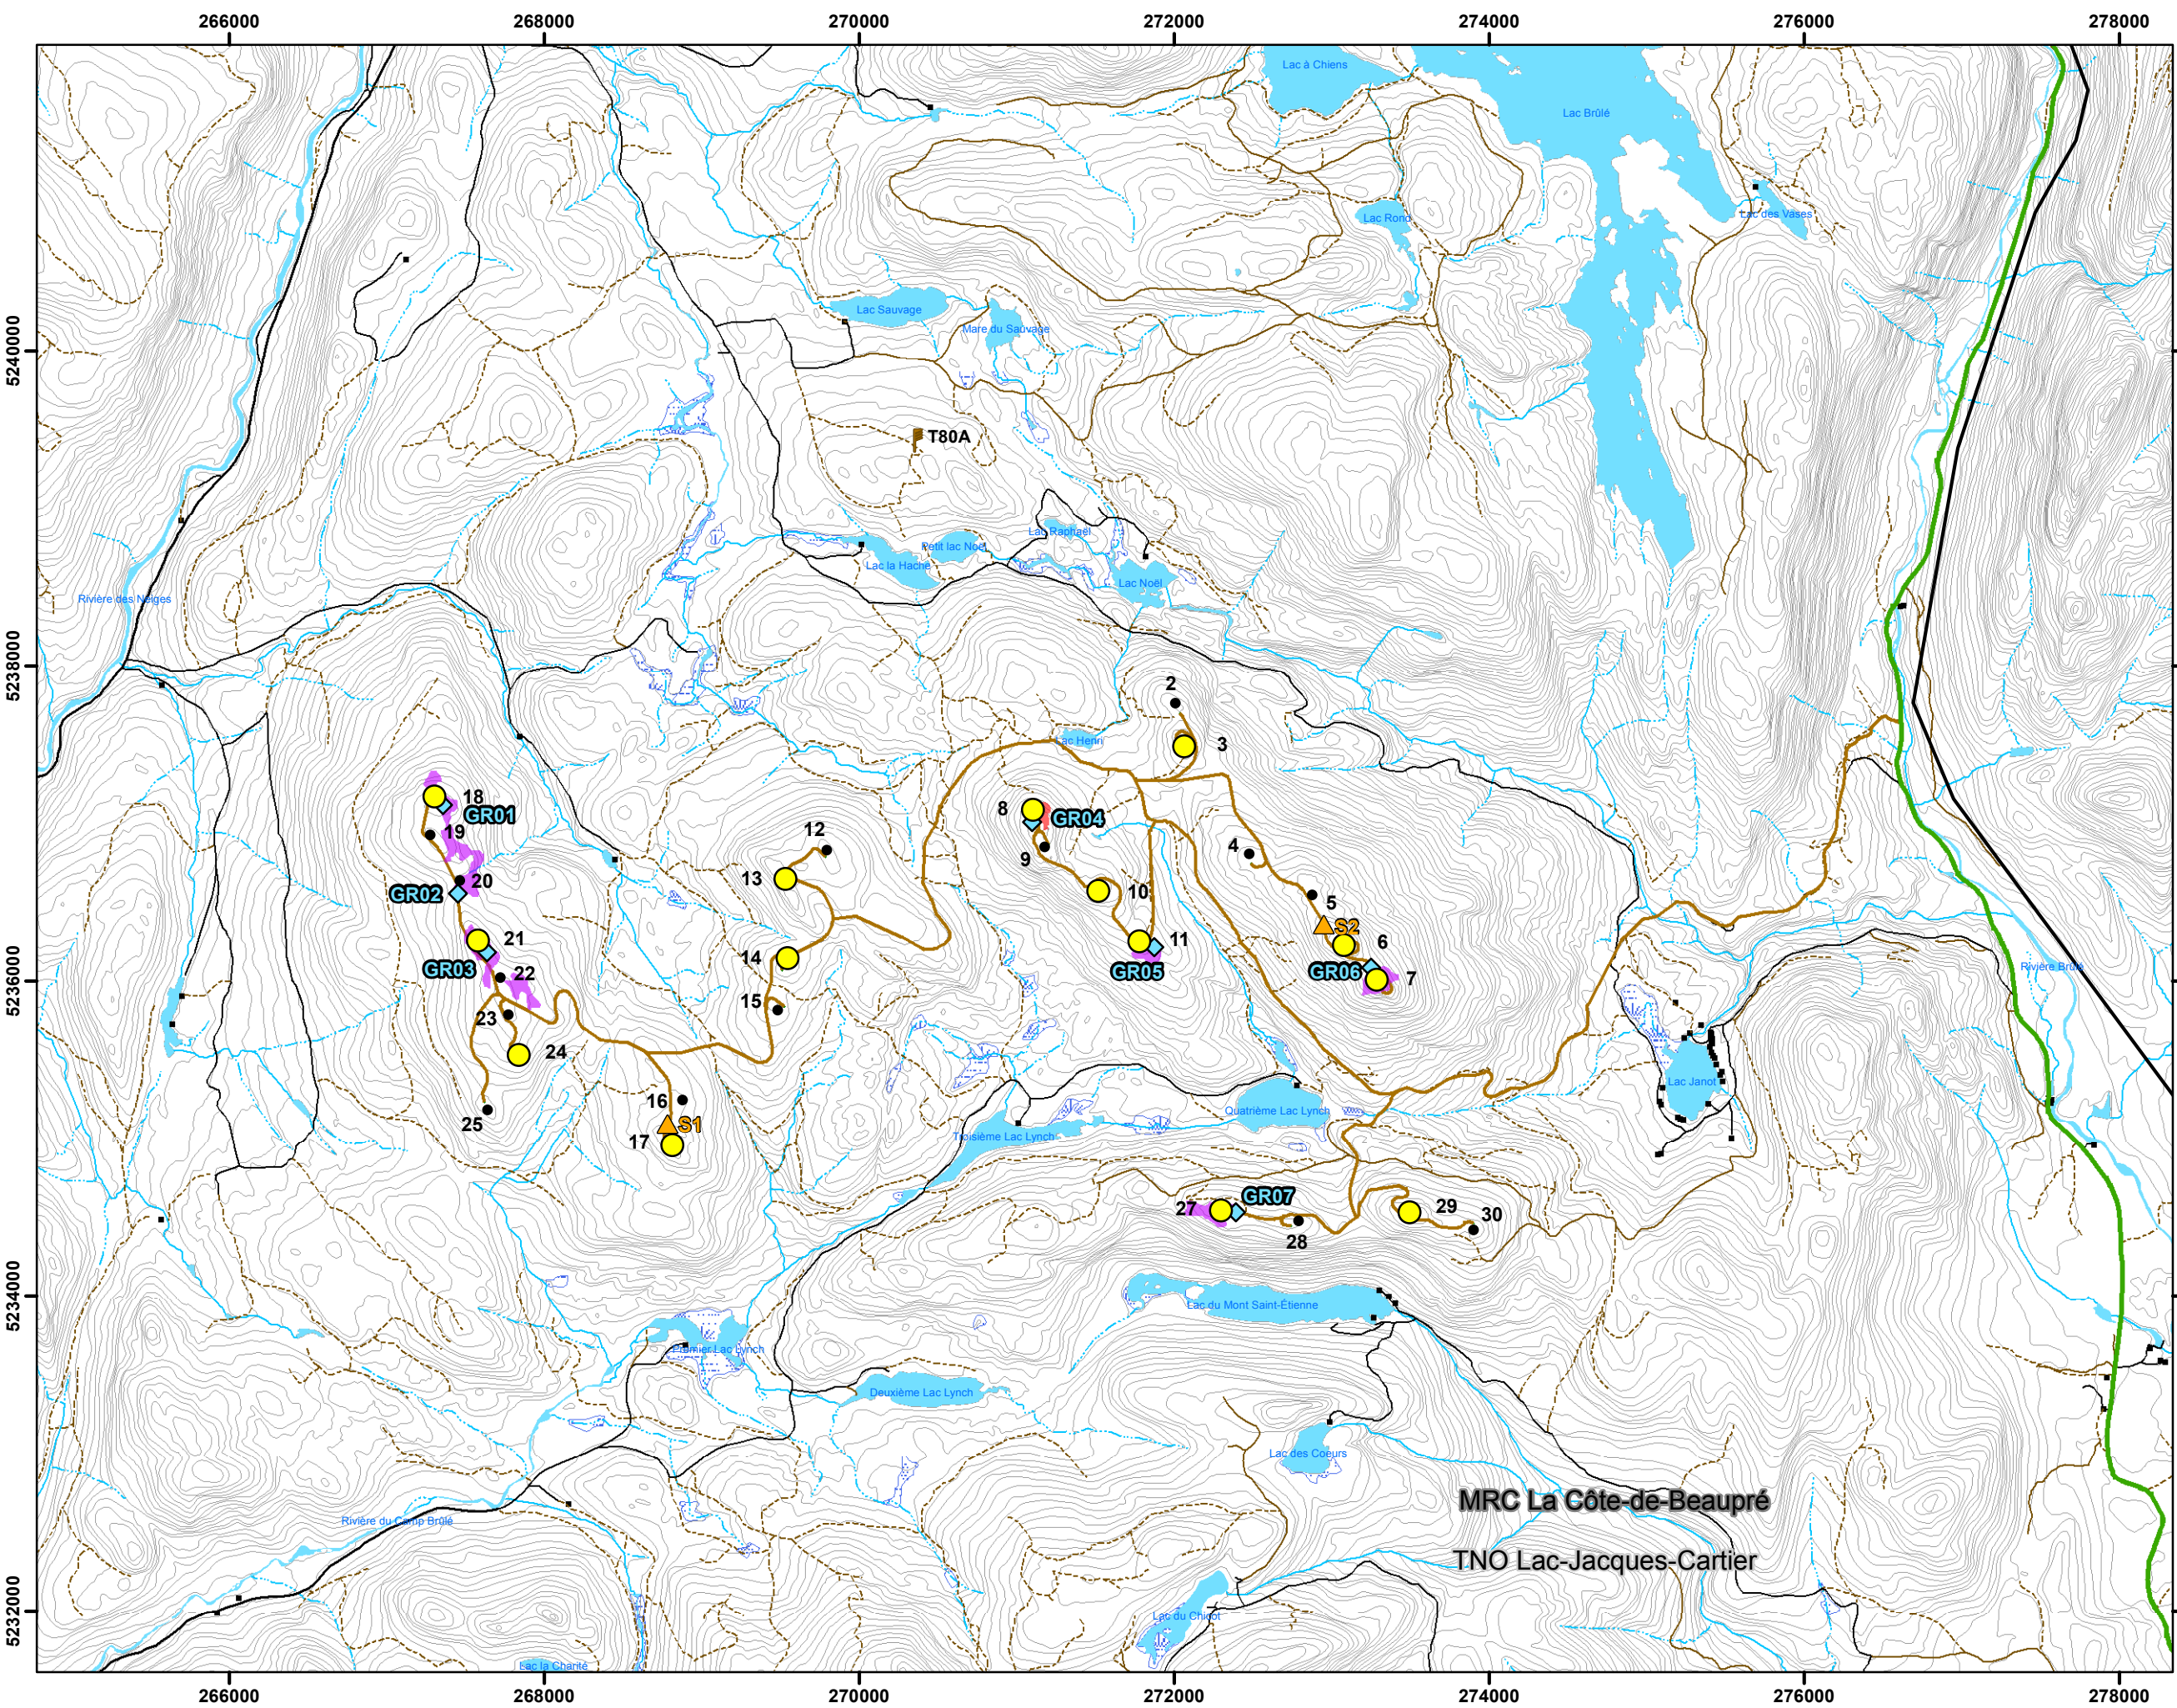 266000 268000 270000 272000 274000 276000 278000
Lac à Chiens
Lac Brûlé
Lac des Vases
Lac Rond
Lac Sauvage
Mare du Sauvage
5240000
T80A
Lac Raphaël
Petit lac Noël
Lac la Hache
Lac Noël
Rivière des Neiges
5238000
2
Lac Henri
3
18
GR01
8
GR04
19
12
4
9
20
GR02
13
10
5
S2
21
11
6
GR03
14
GR05
GR06
7
Rivière Brûlé
22
5236000
15
23
24
Lac Janot
16
Quatrième Lac Lynch
25
S1
17
Troisième Lac Lynch
GR07
27
29
30
28
5234000
Lac du Mont Saint-Étienne
Premier Lac Lynch
Deuxième Lac Lynch
Lac des Coeurs
MRC La Côte-de-Beaupré
Rivière du Camp Brûlé
TNO Lac-Jacques-Cartier
5232000
Lac du Chicot
Lac la Charité
266000 268000 270000 272000 274000 276000 278000